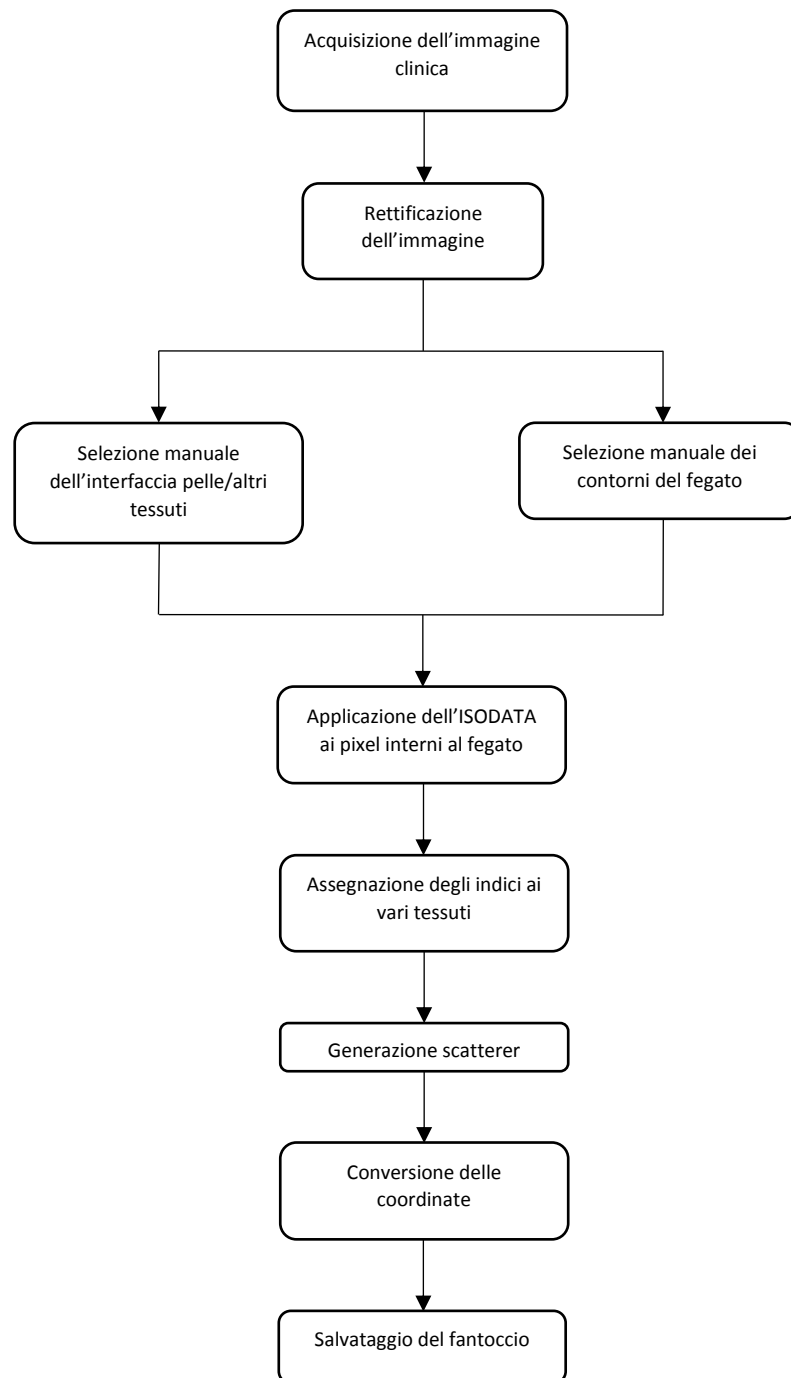 Acquisizione dell’immagine
clinica
Rettificazione
dell’immagine
Selezione manuale
dell’interfaccia pelle/altri
tessuti
Selezione manuale dei
contorni del fegato
Applicazione dell’ISODATA
ai pixel interni al fegato
Assegnazione degli indici ai
vari tessuti
Generazione scatterer
Conversione delle
coordinate
Salvataggio del fantoccio